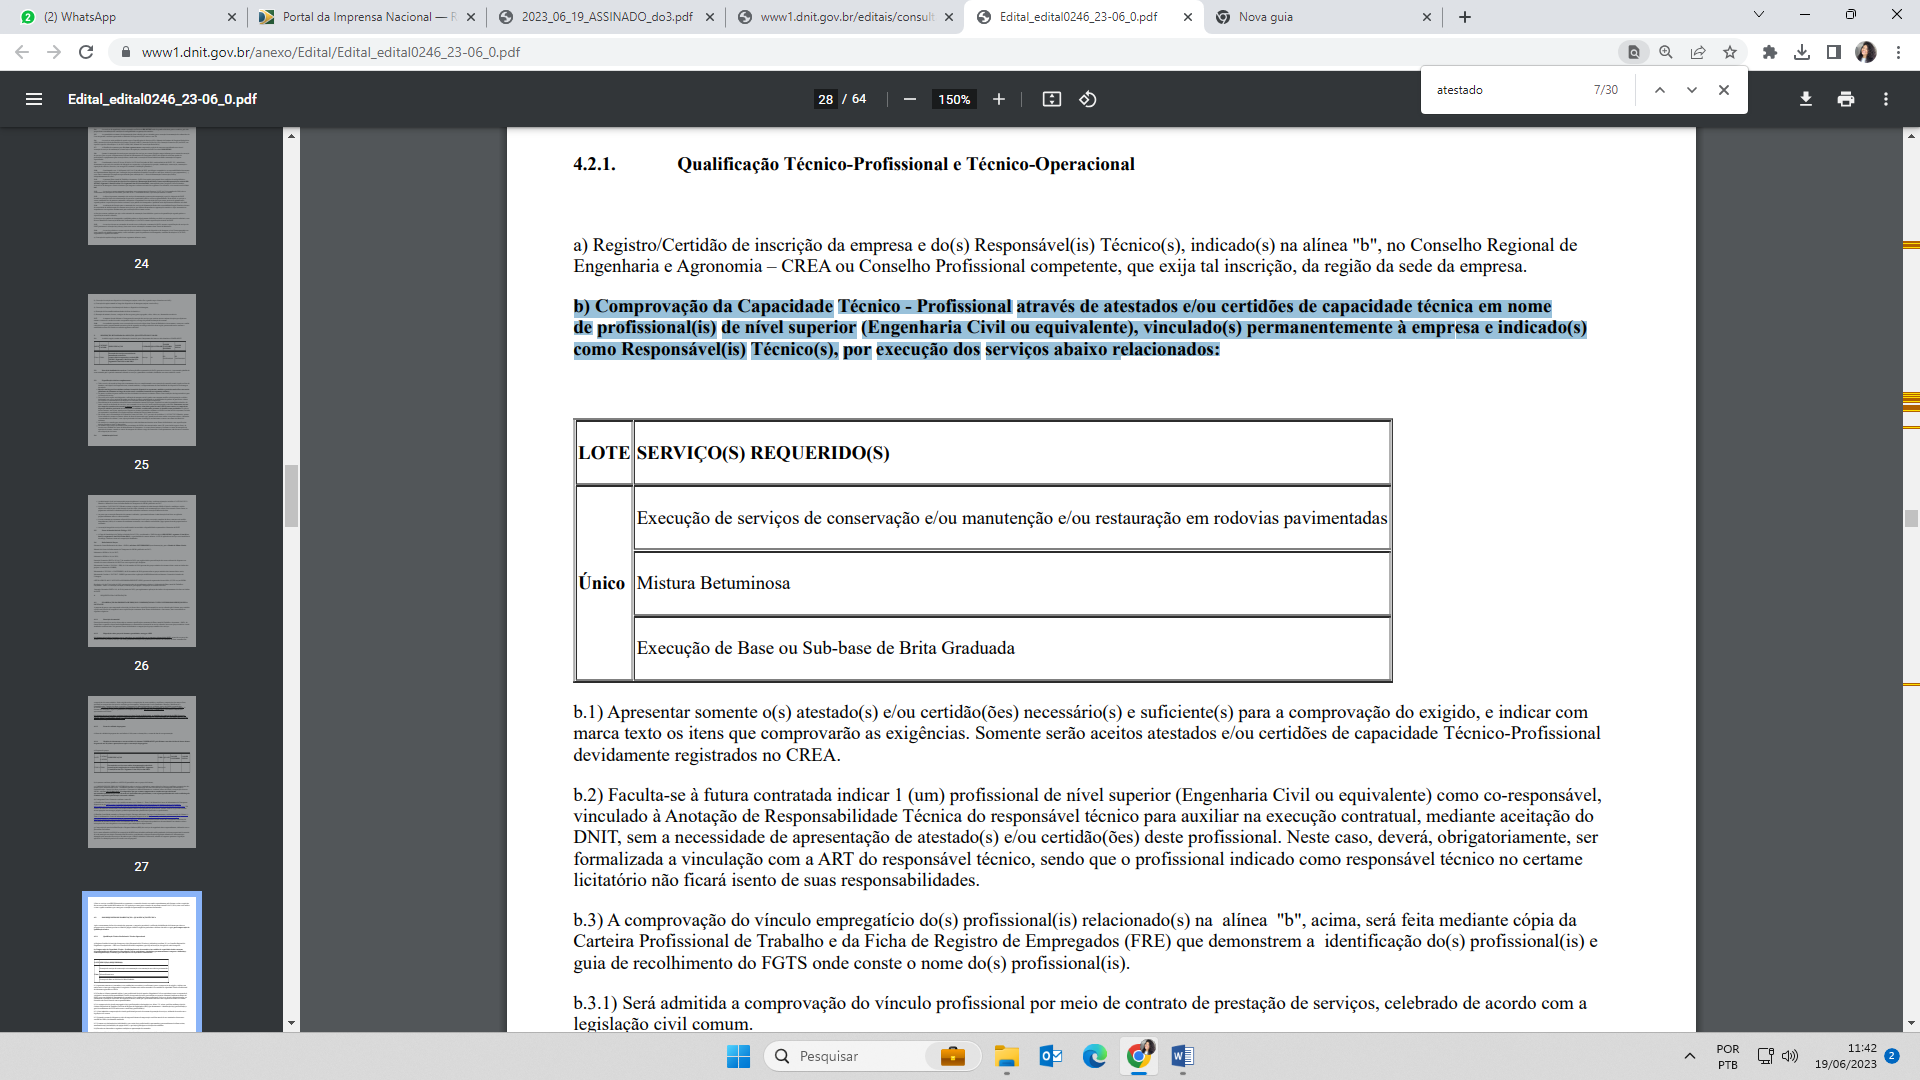 (2) WhatsApp
Portal da Imprensa Nacional — R
2023_06_19_ASSINADO_do3.pdf
www1.dnit.gov.br/editais/consult
Edital_edital0246_23-06_0.pdf
Nova guia
www1.dnit.gov.br/anexo/Edital/Edital_edital0246_23-06_0.pdf
Edital_edital0246_23-06_0.pdf
28 / 64
150%
atestado
7/30
24
25
26
27
4.2.1. Qualificação Técnico-Profissional e Técnico-Operacional
a) Registro/Certidão de inscrição da empresa e do(s) Responsável(is) Técnico(s), indicado(s) na alínea "b", no Conselho Regional de
Engenharia e Agronomia – CREA ou Conselho Profissional competente, que exija tal inscrição, da região da sede da empresa.
b) Comprovação da Capacidade Técnico - Profissional através de atestados e/ou certidões de capacidade técnica em nome
de profissional(is) de nível superior (Engenharia Civil ou equivalente), vinculado(s) permanentemente à empresa e indicado(s)
como Responsável(is) Técnico(s), por execução dos serviços abaixo relacionados:
LOTE SERVIÇO(S) REQUERIDO(S)
Execução de serviços de conservação e/ou manutenção e/ou restauração em rodovias pavimentadas
Único Mistura Betuminosa
Execução de Base ou Sub-base de Brita Graduada
b.1) Apresentar somente o(s) atestado(s) e/ou certidão(ões) necessário(s) e suficiente(s) para a comprovação do exigido, e indicar com
marca texto os itens que comprovarão as exigências. Somente serão aceitos atestados e/ou certidões de capacidade Técnico-Profissional
devidamente registrados no CREA.
b.2) Faculta-se à futura contratada indicar 1 (um) profissional de nível superior (Engenharia Civil ou equivalente) como co-responsável,
vinculado à Anotação de Responsabilidade Técnica do responsável técnico para auxiliar na execução contratual, mediante aceitação do
DNIT, sem a necessidade de apresentação de atestado(s) e/ou certidão(ões) deste profissional. Neste caso, deverá, obrigatoriamente, ser
formalizada a vinculação com a ART do responsável técnico, sendo que o profissional indicado como responsável técnico no certame
licitatório não ficará isento de suas responsabilidades.
b.3) A comprovação do vínculo empregatício do(s) profissional(is) relacionado(s) na alínea "b", acima, será feita mediante cópia da
Carteira Profissional de Trabalho e da Ficha de Registro de Empregados (FRE) que demonstrem a identificação do(s) profissional(is) e
guia de recolhimento do FGTS onde conste o nome do(s) profissional(is).
b.3.1) Será admitida a comprovação do vínculo profissional por meio de contrato de prestação de serviços, celebrado de acordo com a
legislação civil comum.
Pesquisar
POR
PTB
11:42
19/06/2023
2